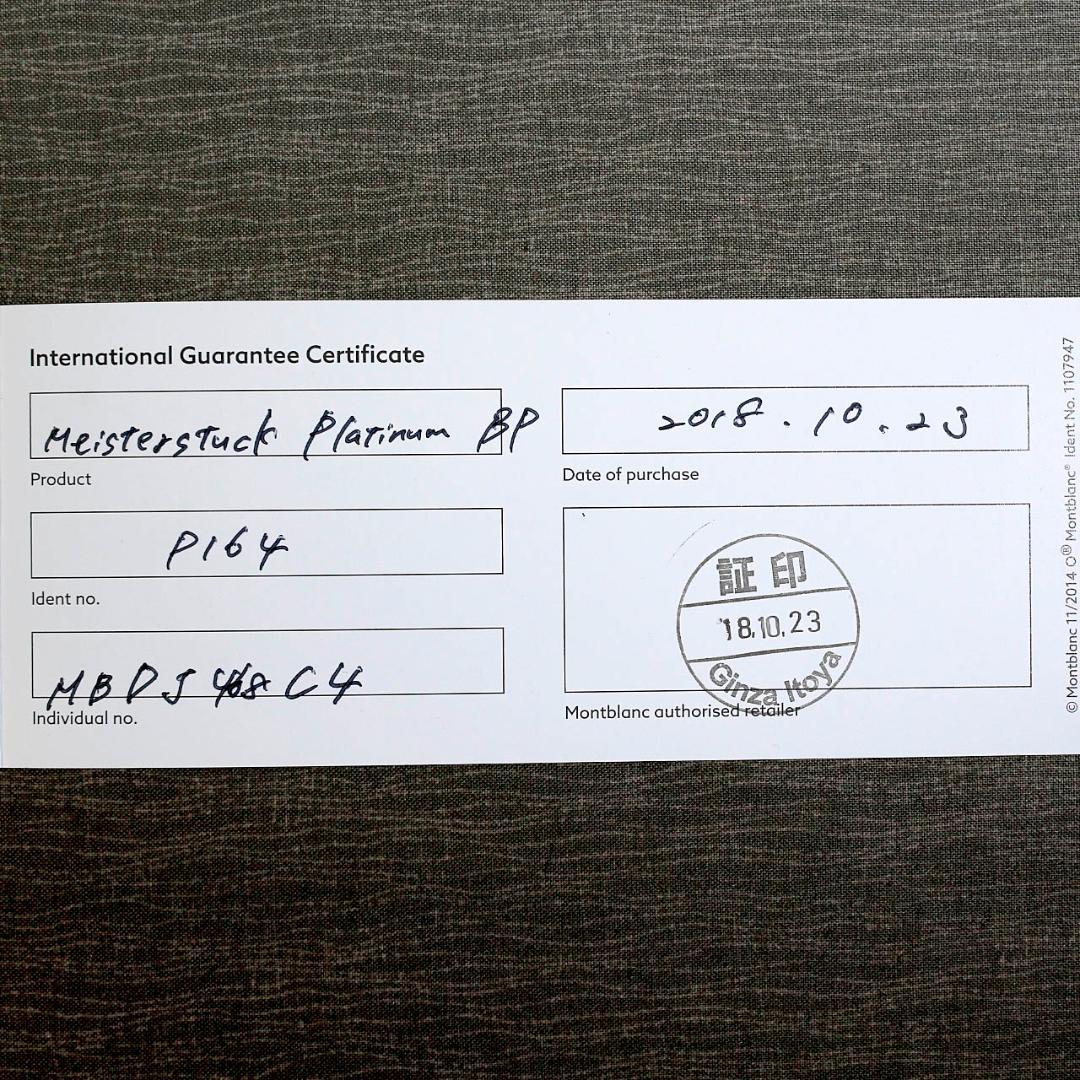 International Guarantee Certificate
Meisterstuck Platinum BP
Product
P164
Ident no.
Individual no.
2018.10.23
Date of purchase
証印
'18.10.23
Ginza Itoya
Montblanc authorised retailer
© Montblanc 11/2014 O® Montblanc® Ident No. 1107947